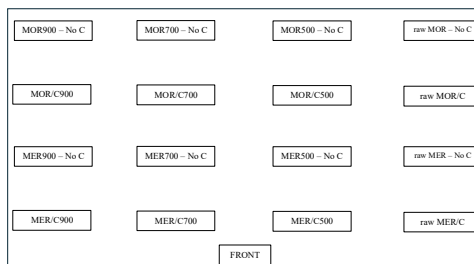 MOR900 – No C
MOR700 – No C
MOR500 – No C
raw MOR – No C
MOR/C900
MOR/C700
MOR/C500
raw MOR/C
MER900 – No C
MER700 – No C
MER500 – No C
raw MER – No C
MER/C900
MER/C700
MER/C500
raw MER/C
FRONT